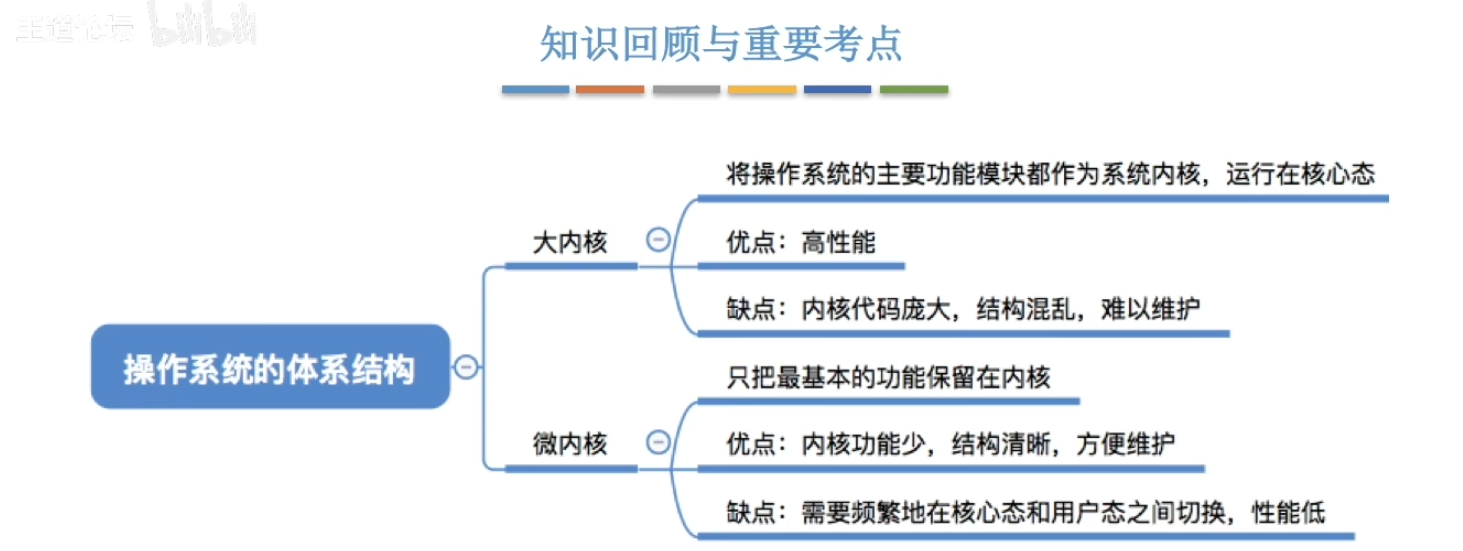 王道论坛 bilibili
知识回顾与重要考点
将操作系统的主要功能模块都作为系统内核，运行在核心态
大内核
优点：高性能
缺点：内核代码庞大，结构混乱，难以维护
操作系统的体系结构
只把最基本的功能保留在内核
微内核
优点：内核功能少，结构清晰，方便维护
缺点：需要频繁地在核心态和用户态之间切换，性能低